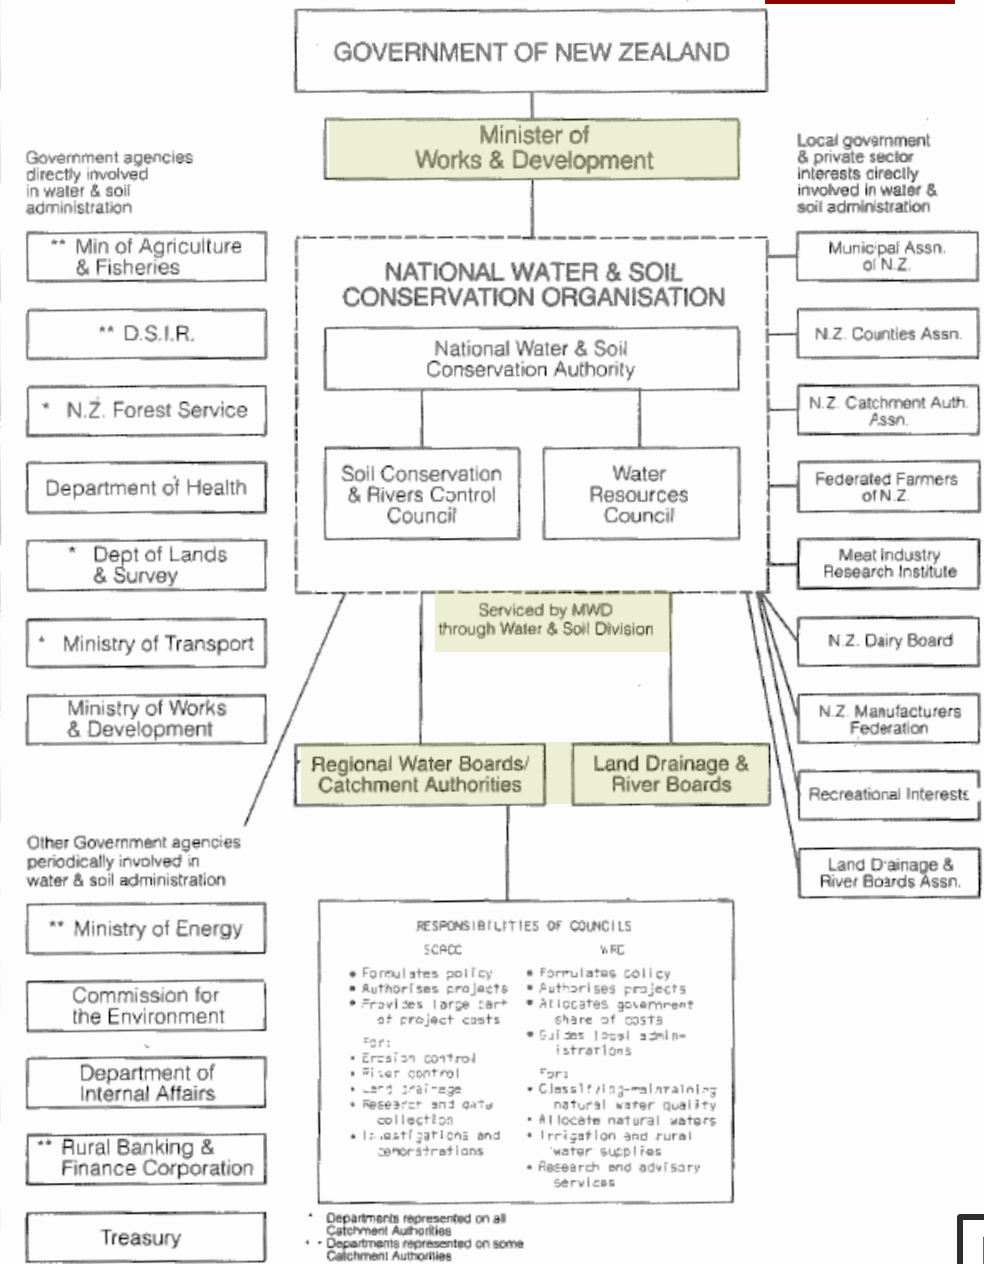 GOVERNMENT OF NEW ZEALAND
Minister of
Works & Development
Government agencies
directly involved
in water & soil
administration
** Min of Agriculture
& Fisheries
** D.S.I.R.
* N.Z. Forest Service
Department of Health
* Dept of Lands
& Survey
* Ministry of Transport
Ministry of Works
& Development
NATIONAL WATER & SOIL
CONSERVATION ORGANISATION
National Water & Soil
Conservation Authority
Soil Conservation
& Rivers Control
Council
Water
Resources
Council
Serviced by MWD
through Water & Soil Division
Regional Water Boards/
Catchment Authorities
Land Drainage &
River Boards
Local government
& private sector
interests directly
involved in water &
soil administration
Municipal Assn.
of N.Z.
N.Z. Counties Assn.
N.Z. Catchment Auth.
Assn.
Federated Farmers
of N.Z.
Meat Industry
Research Institute
N.Z. Dairy Board
N.Z. Manufacturers
Federation
Recreational Interests
Land Drainage &
River Boards Assn.
Other Government agencies
periodically involved in
water & soil administration
** Ministry of Energy
Commission for
the Environment
Department of
Internal Affairs
** Rural Banking &
Finance Corporation
Treasury
RESPONSIBILITIES OF COUNCILS
SCRCC
• Formulates policy
• Authorises projects
• Provides large part
of project costs
For:
• Erosion control
• River control
• Land drainage
• Research and data
collection
• Investigations and
demonstrations
WRC
• Formulates policy
• Authorises projects
• Allocates government
share of costs
• Guides local admin-
istrations
For:
• Classifying-maintaining
natural water quality
• Allocate natural waters
• Irrigation and rural
water supplies
• Research and advisory
services
* Departments represented on all
Catchment Authorities
** Departments represented on some
Catchment Authorities